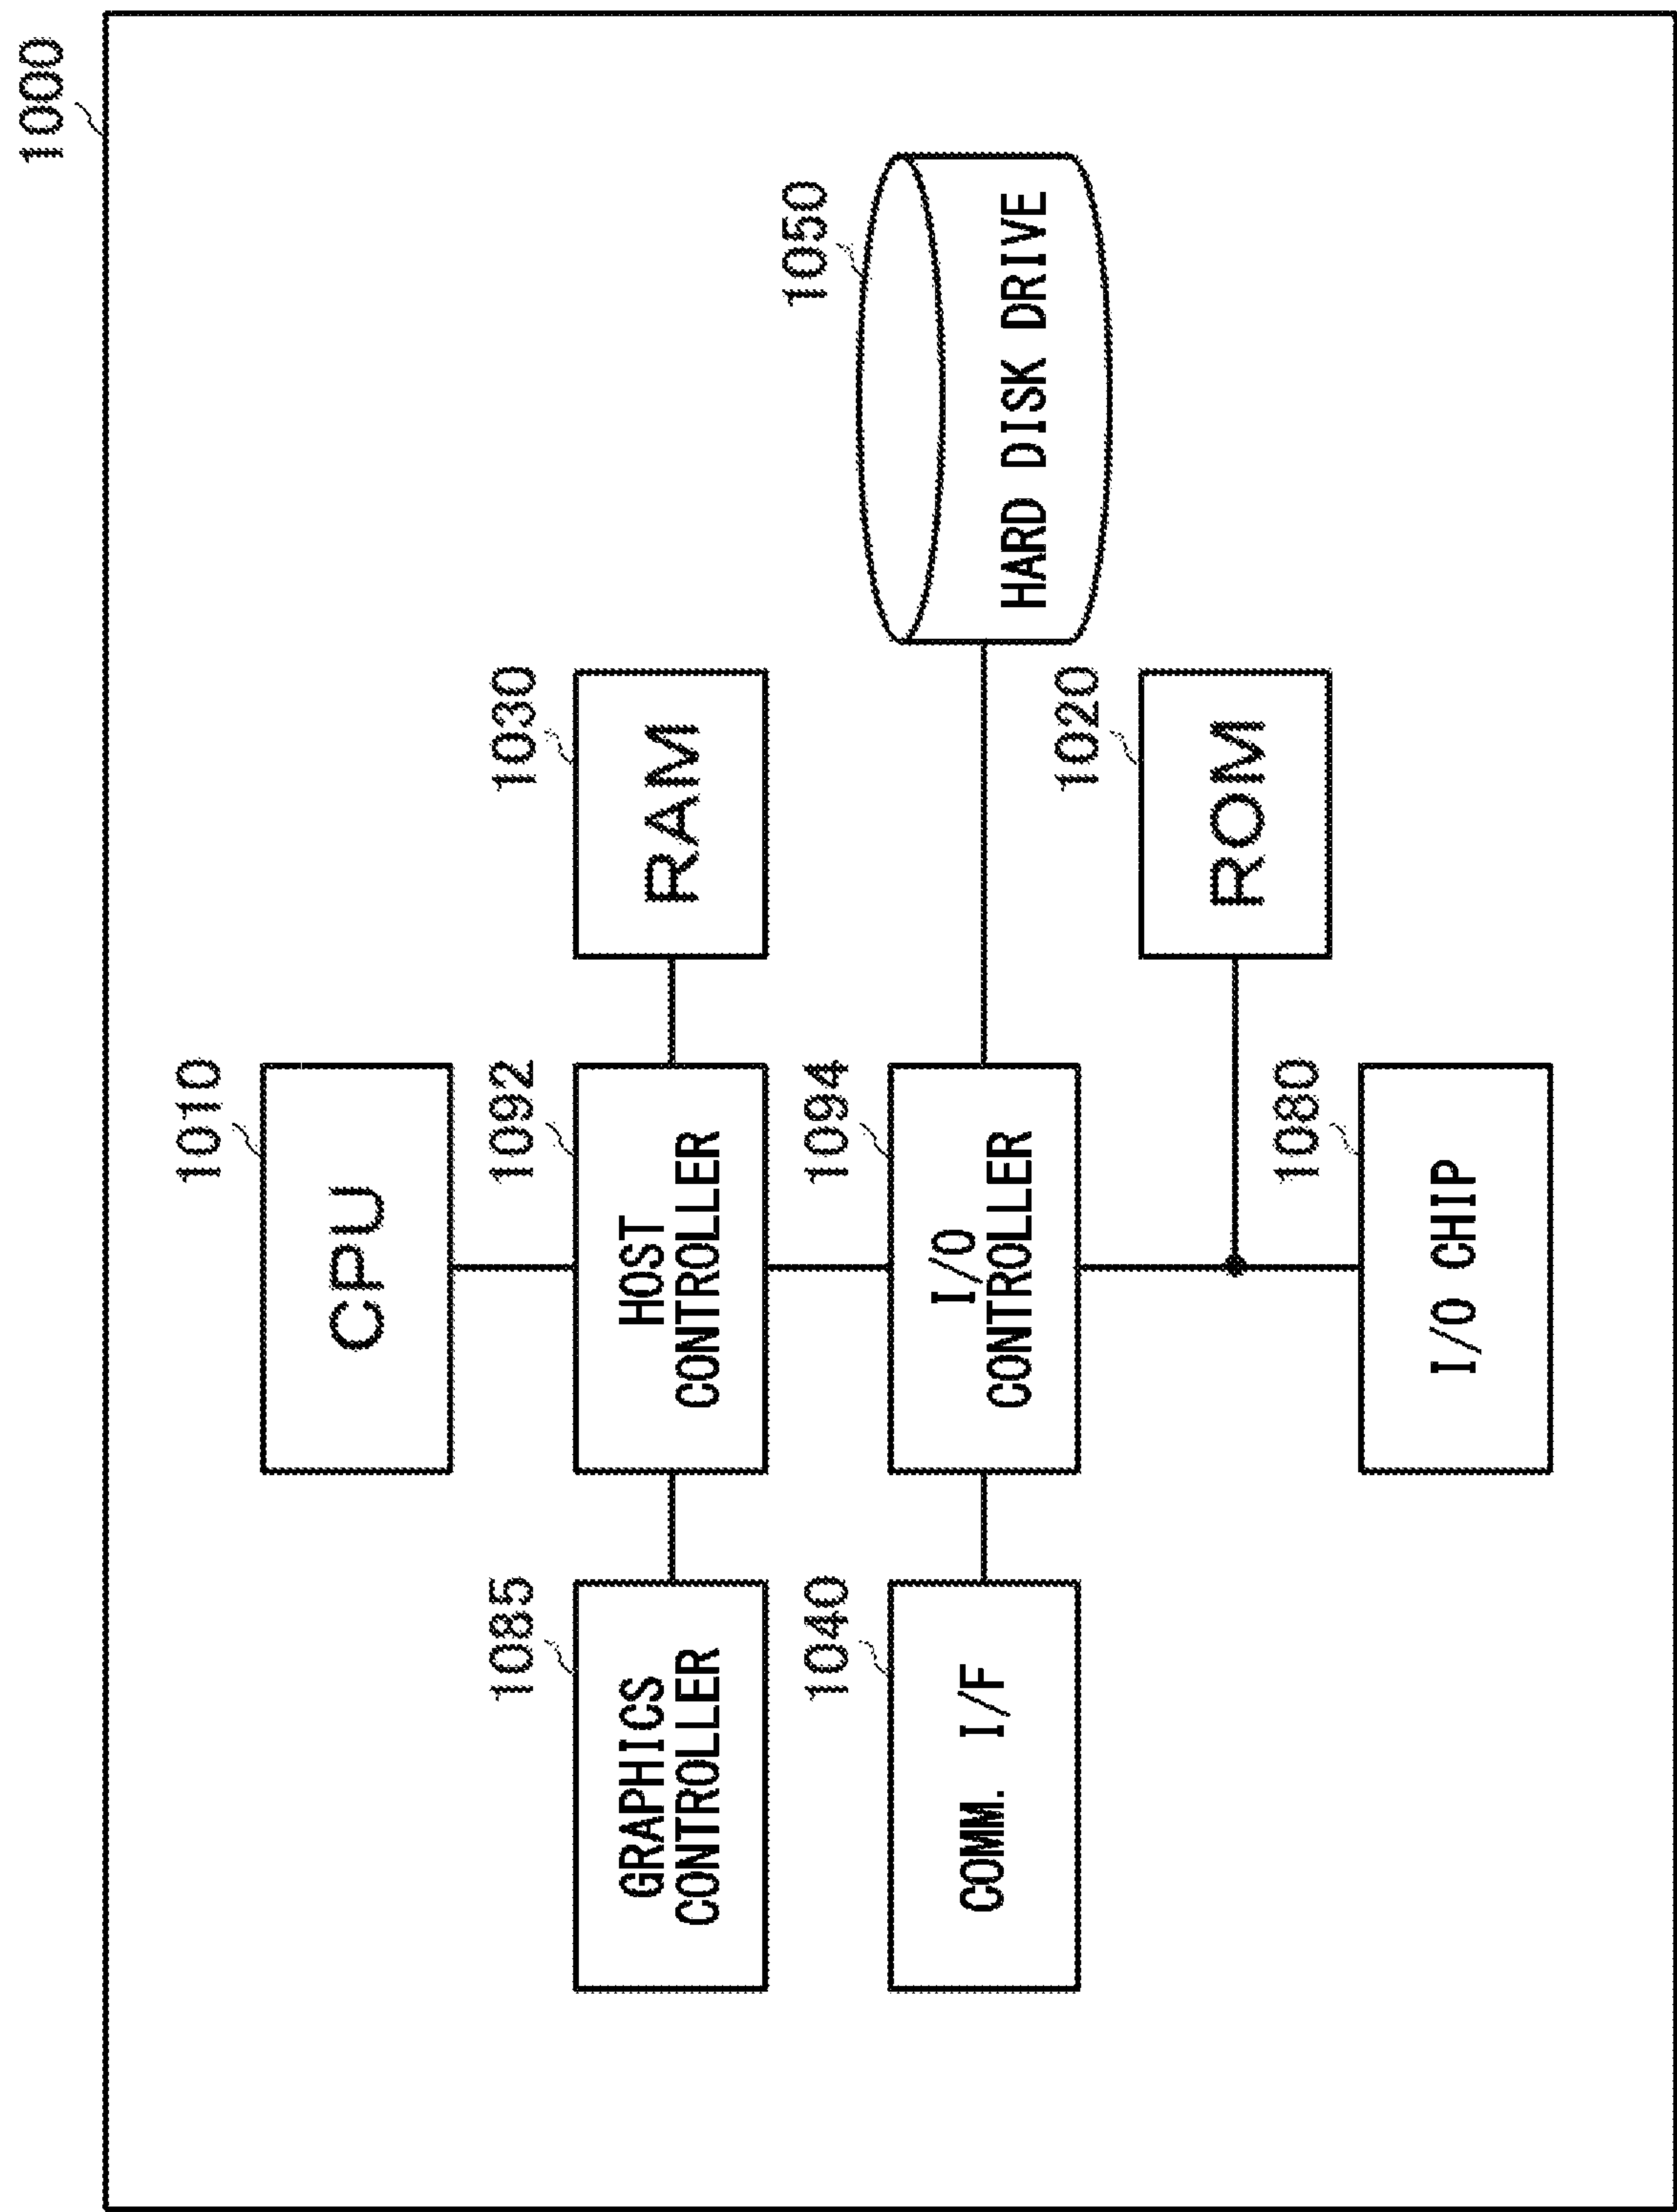 1000
1010
CPU
1085
GRAPHICS
CONTROLLER
1092
HOST
CONTROLLER
1030
RAM
1040
COMM. I/F
1094
I/O
CONTROLLER
1050
HARD DISK DRIVE
1020
ROM
1080
I/O CHIP